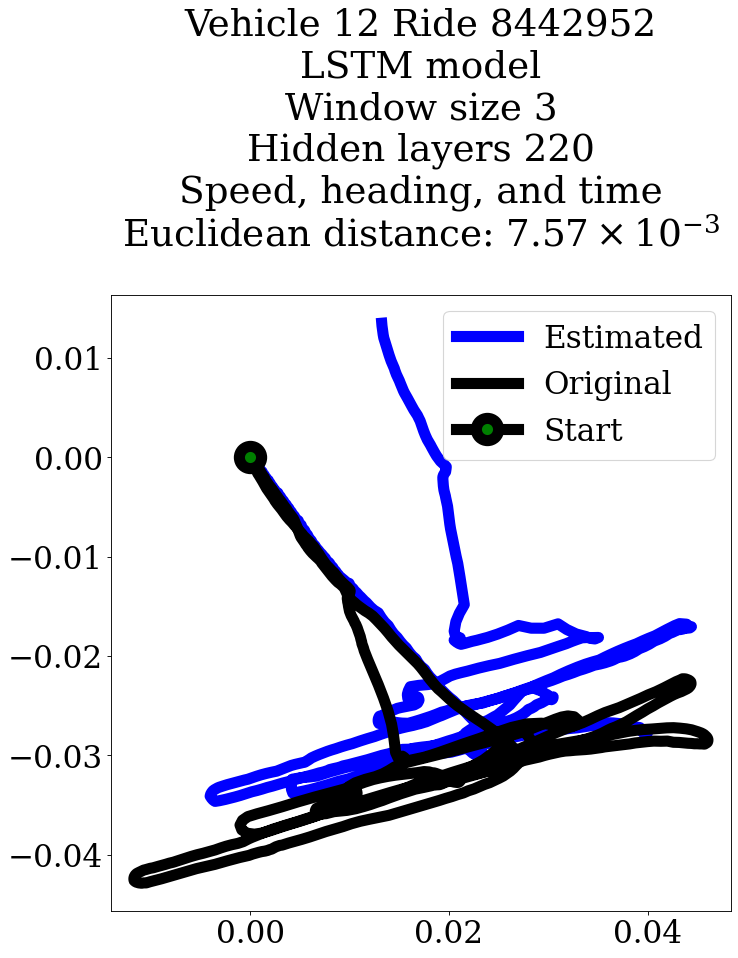 Vehicle 12 Ride 8442952
LSTM model
Window size 3
Hidden layers 220
Speed, heading, and time
Euclidean distance: 7.57 × 10⁻³
Estimated
Original
Start
0.01
0.00
−0.01
−0.02
−0.03
−0.04
0.00 0.02 0.04